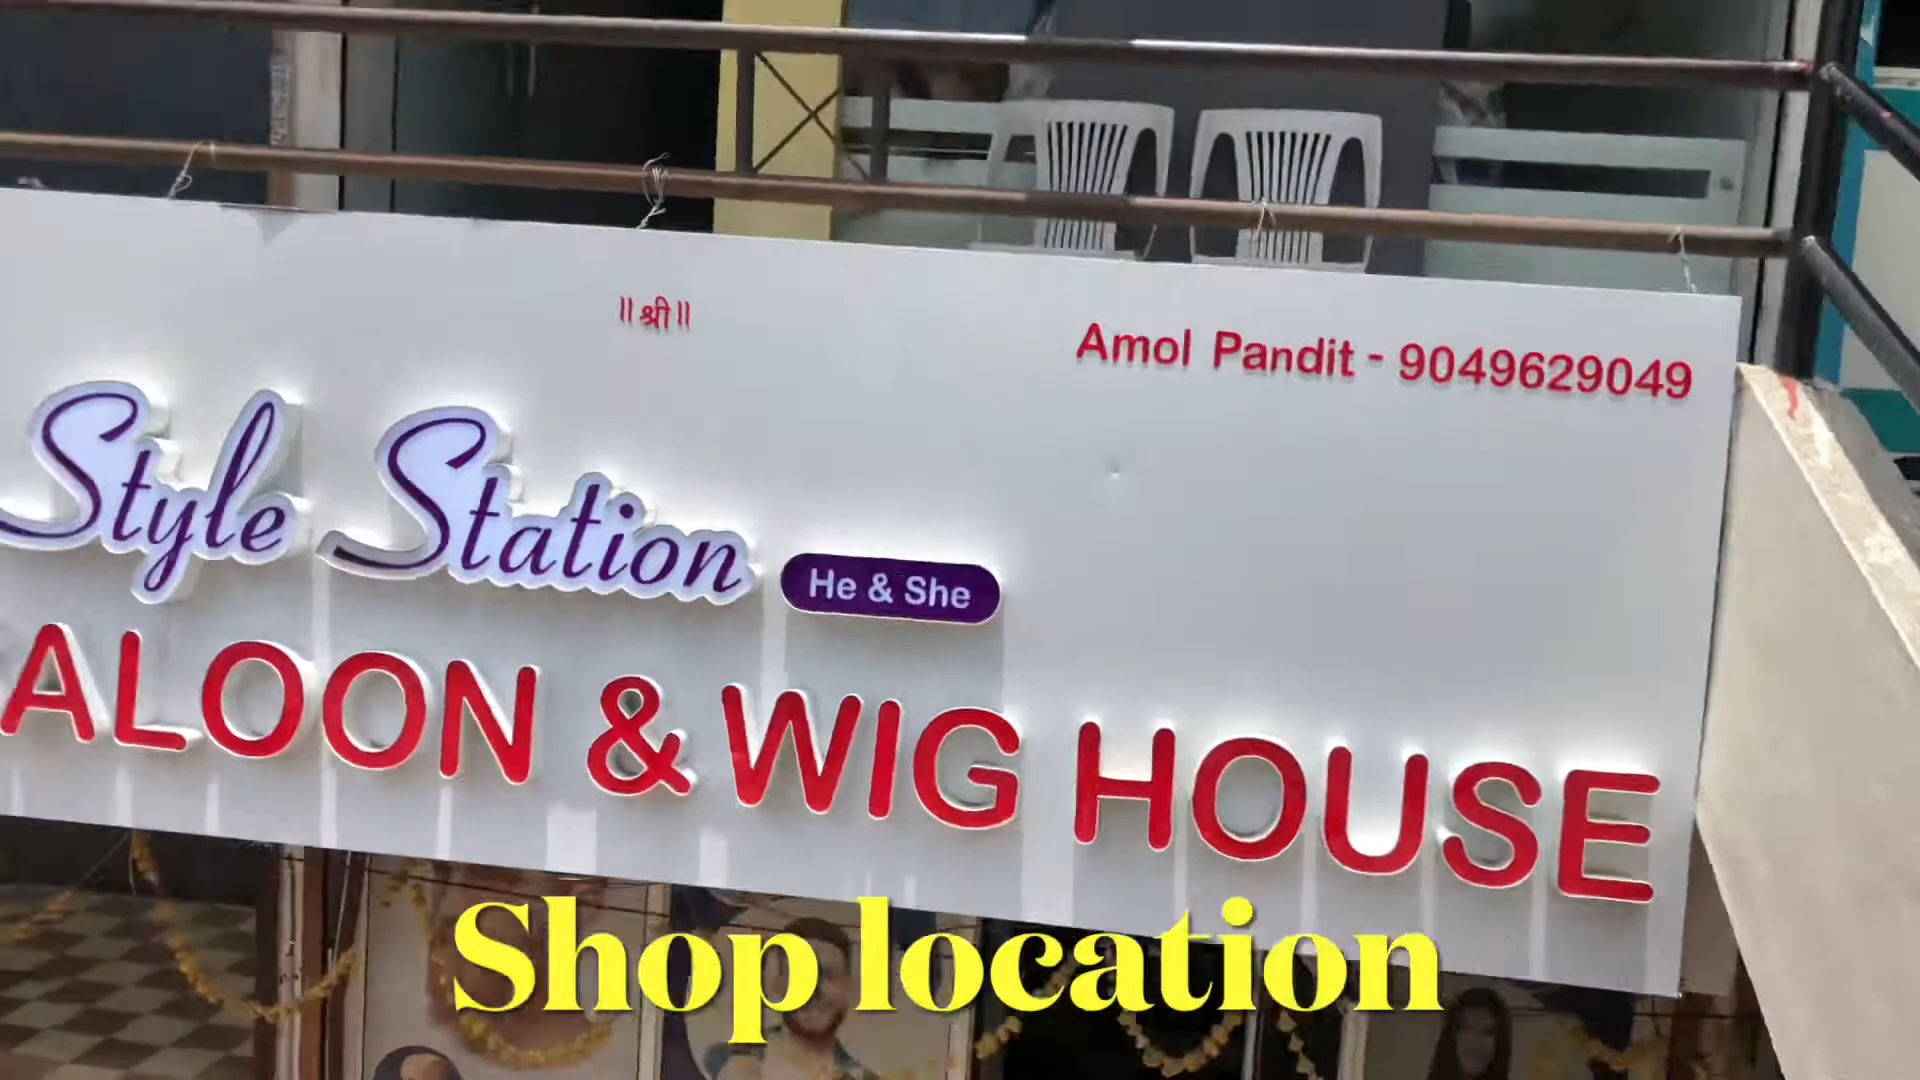 ॥ श्री ॥
Amol Pandit - 9049629049
Style Station
He & She
ALOON & WIG HOUSE
Shop location